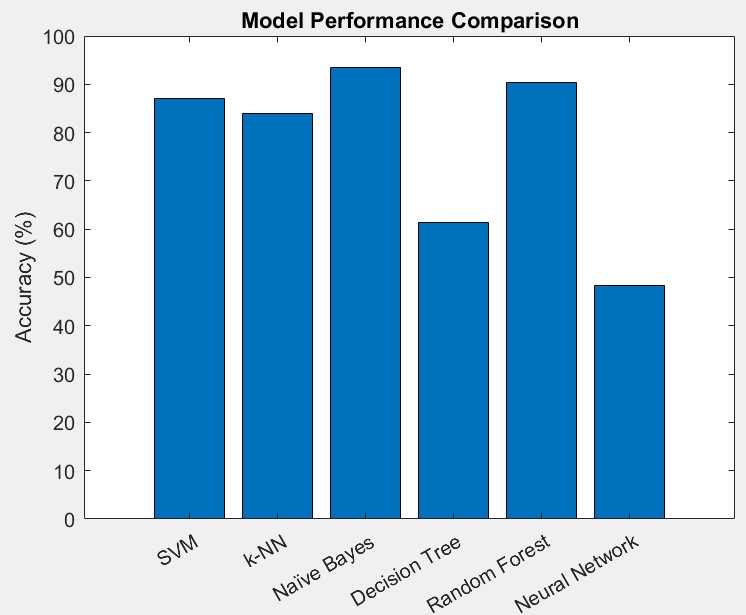 Model Performance Comparison
Accuracy (%)
100
90
80
70
60
50
40
30
20
10
0
SVM
k-NN
Naïve Bayes
Decision Tree
Random Forest
Neural Network